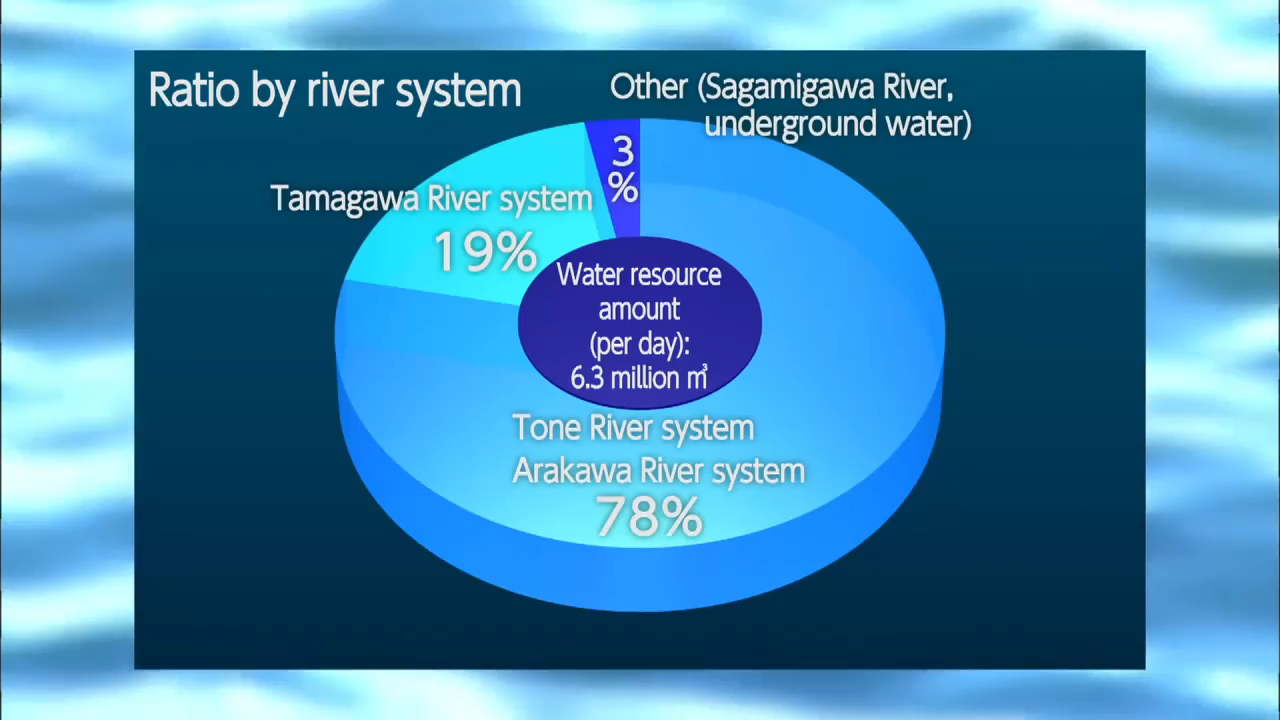 Ratio by river system
Other (Sagamigawa River,
underground water)
3
%
Tamagawa River system
19%
Water resource
amount
(per day):
6.3 million ㎥
Tone River system
Arakawa River system
78%